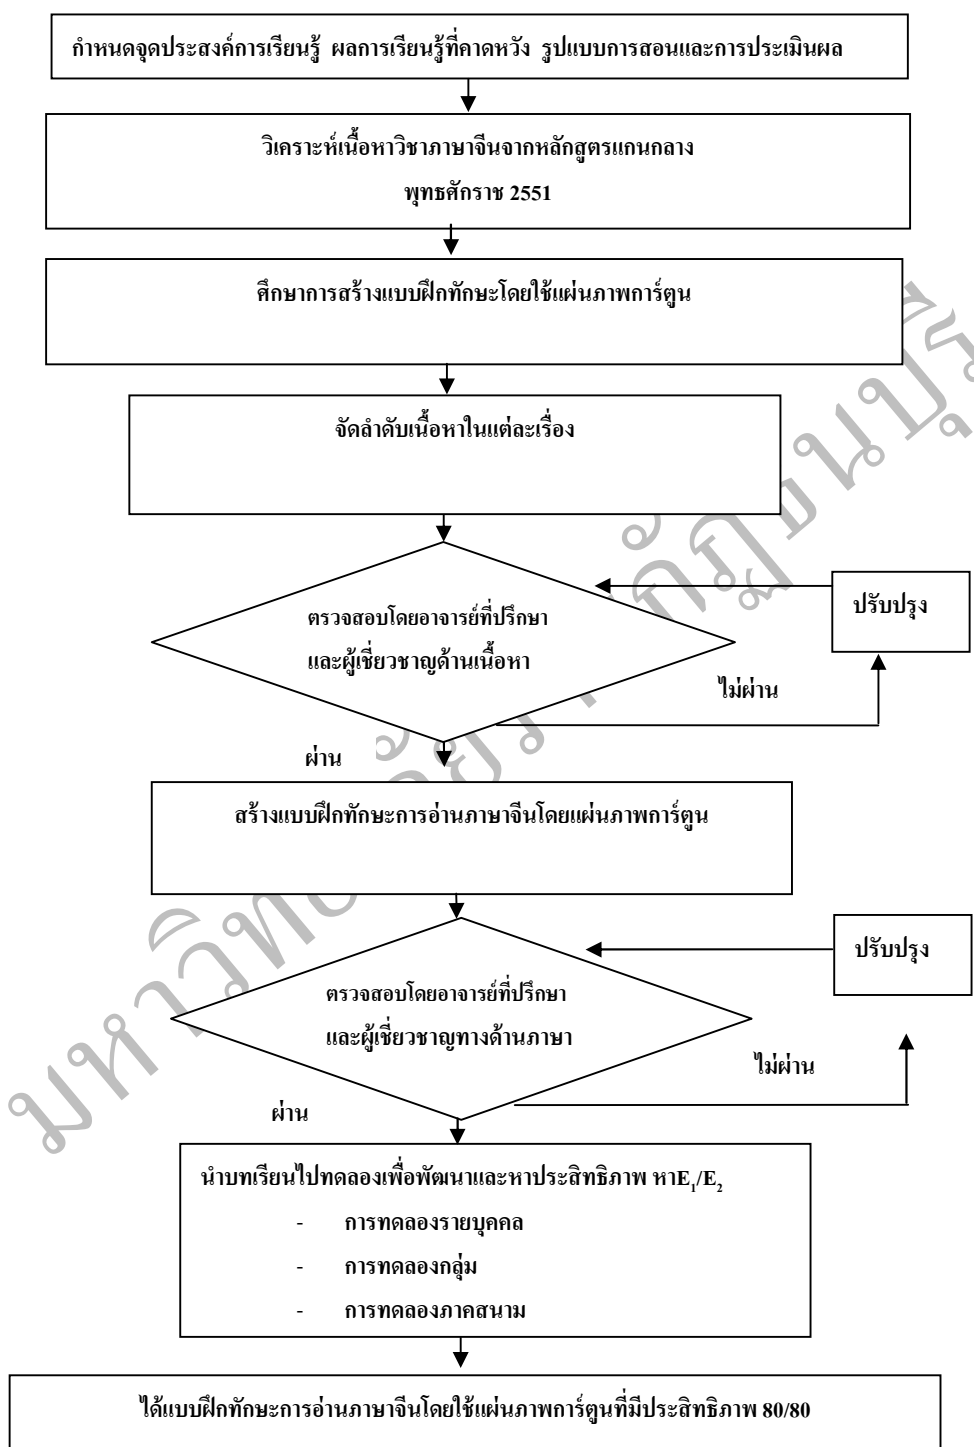 กำหนดจุดประสงค์การเรียนรู้ ผลการเรียนรู้ที่คาดหวัง รูปแบบการสอนและการประเมินผล
วิเคราะห์เนื้อหาวิชาภาษาจีนจากหลักสูตรแกนกลาง
พุทธศักราช 2551
ศึกษาการสร้างแบบฝึกทักษะโดยใช้แผ่นภาพการ์ตูน
จัดลำดับเนื้อหาในแต่ละเรื่อง
ตรวจสอบโดยอาจารย์ที่ปรึกษา
และผู้เชี่ยวชาญด้านเนื้อหา
ปรับปรุง
ไม่ผ่าน
ผ่าน
สร้างแบบฝึกทักษะการอ่านภาษาจีนโดยแผ่นภาพการ์ตูน
ตรวจสอบโดยอาจารย์ที่ปรึกษา
และผู้เชี่ยวชาญทางด้านภาษา
ปรับปรุง
ไม่ผ่าน
ผ่าน
นำบทเรียนไปทดลองเพื่อพัฒนาและหาประสิทธิภาพ หาE₁/E₂
- การทดลองรายบุคคล
- การทดลองกลุ่ม
- การทดลองภาคสนาม
ได้แบบฝึกทักษะการอ่านภาษาจีนโดยใช้แผ่นภาพการ์ตูนที่มีประสิทธิภาพ 80/80